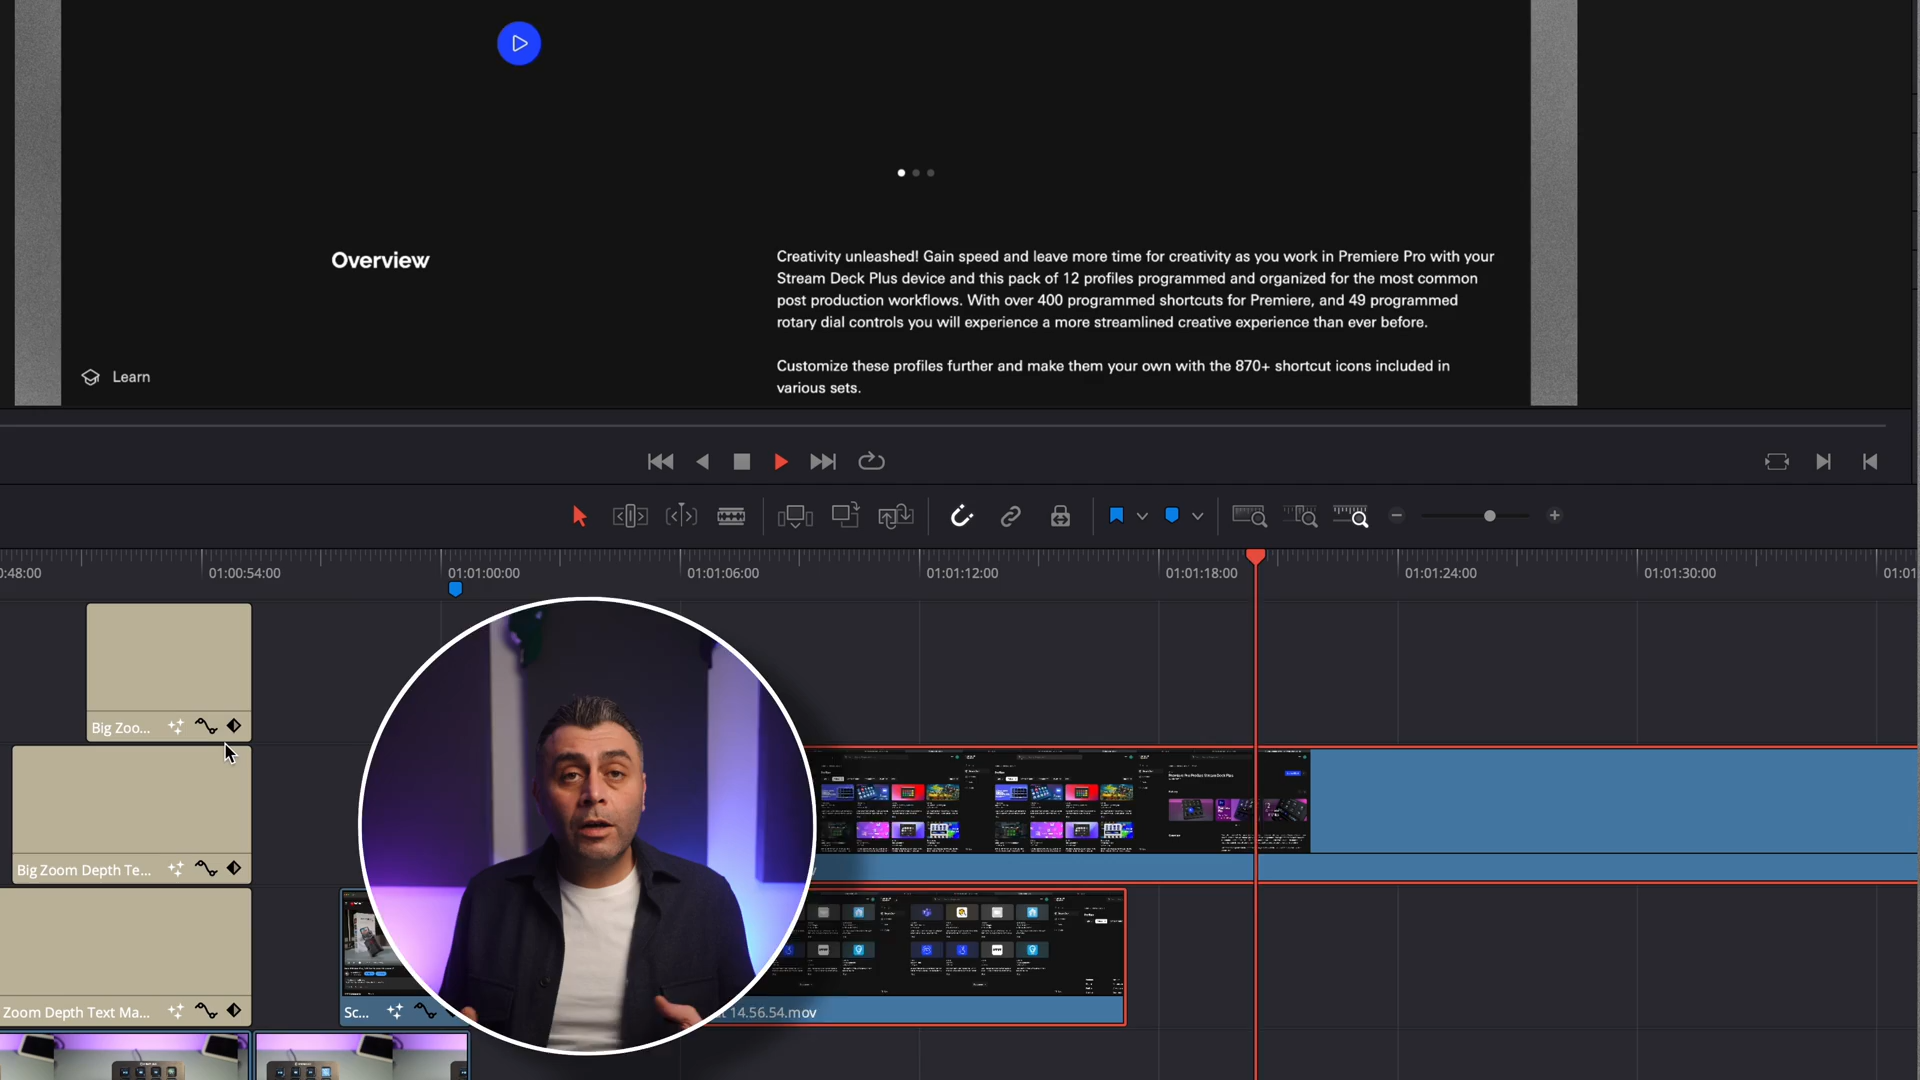 Overview
Creativity unleashed! Gain speed and leave more time for creativity as you work in Premiere Pro with your
Stream Deck Plus device and this pack of 12 profiles programmed and organized for the most common
post production workflows. With over 400 programmed shortcuts for Premiere, and 49 programmed
rotary dial controls you will experience a more streamlined creative experience than ever before.
Customize these profiles further and make them your own with the 870+ shortcut icons included in
various sets.
Learn
0:48:00
01:00:54:00
01:01:00:00
01:01:06:00
01:01:12:00
01:01:18:00
01:01:24:00
01:01:30:00
01:01
Big Zoo...
Big Zoom Depth Te...
Zoom Depth Text Ma...
Sc...
14.56.54.mov